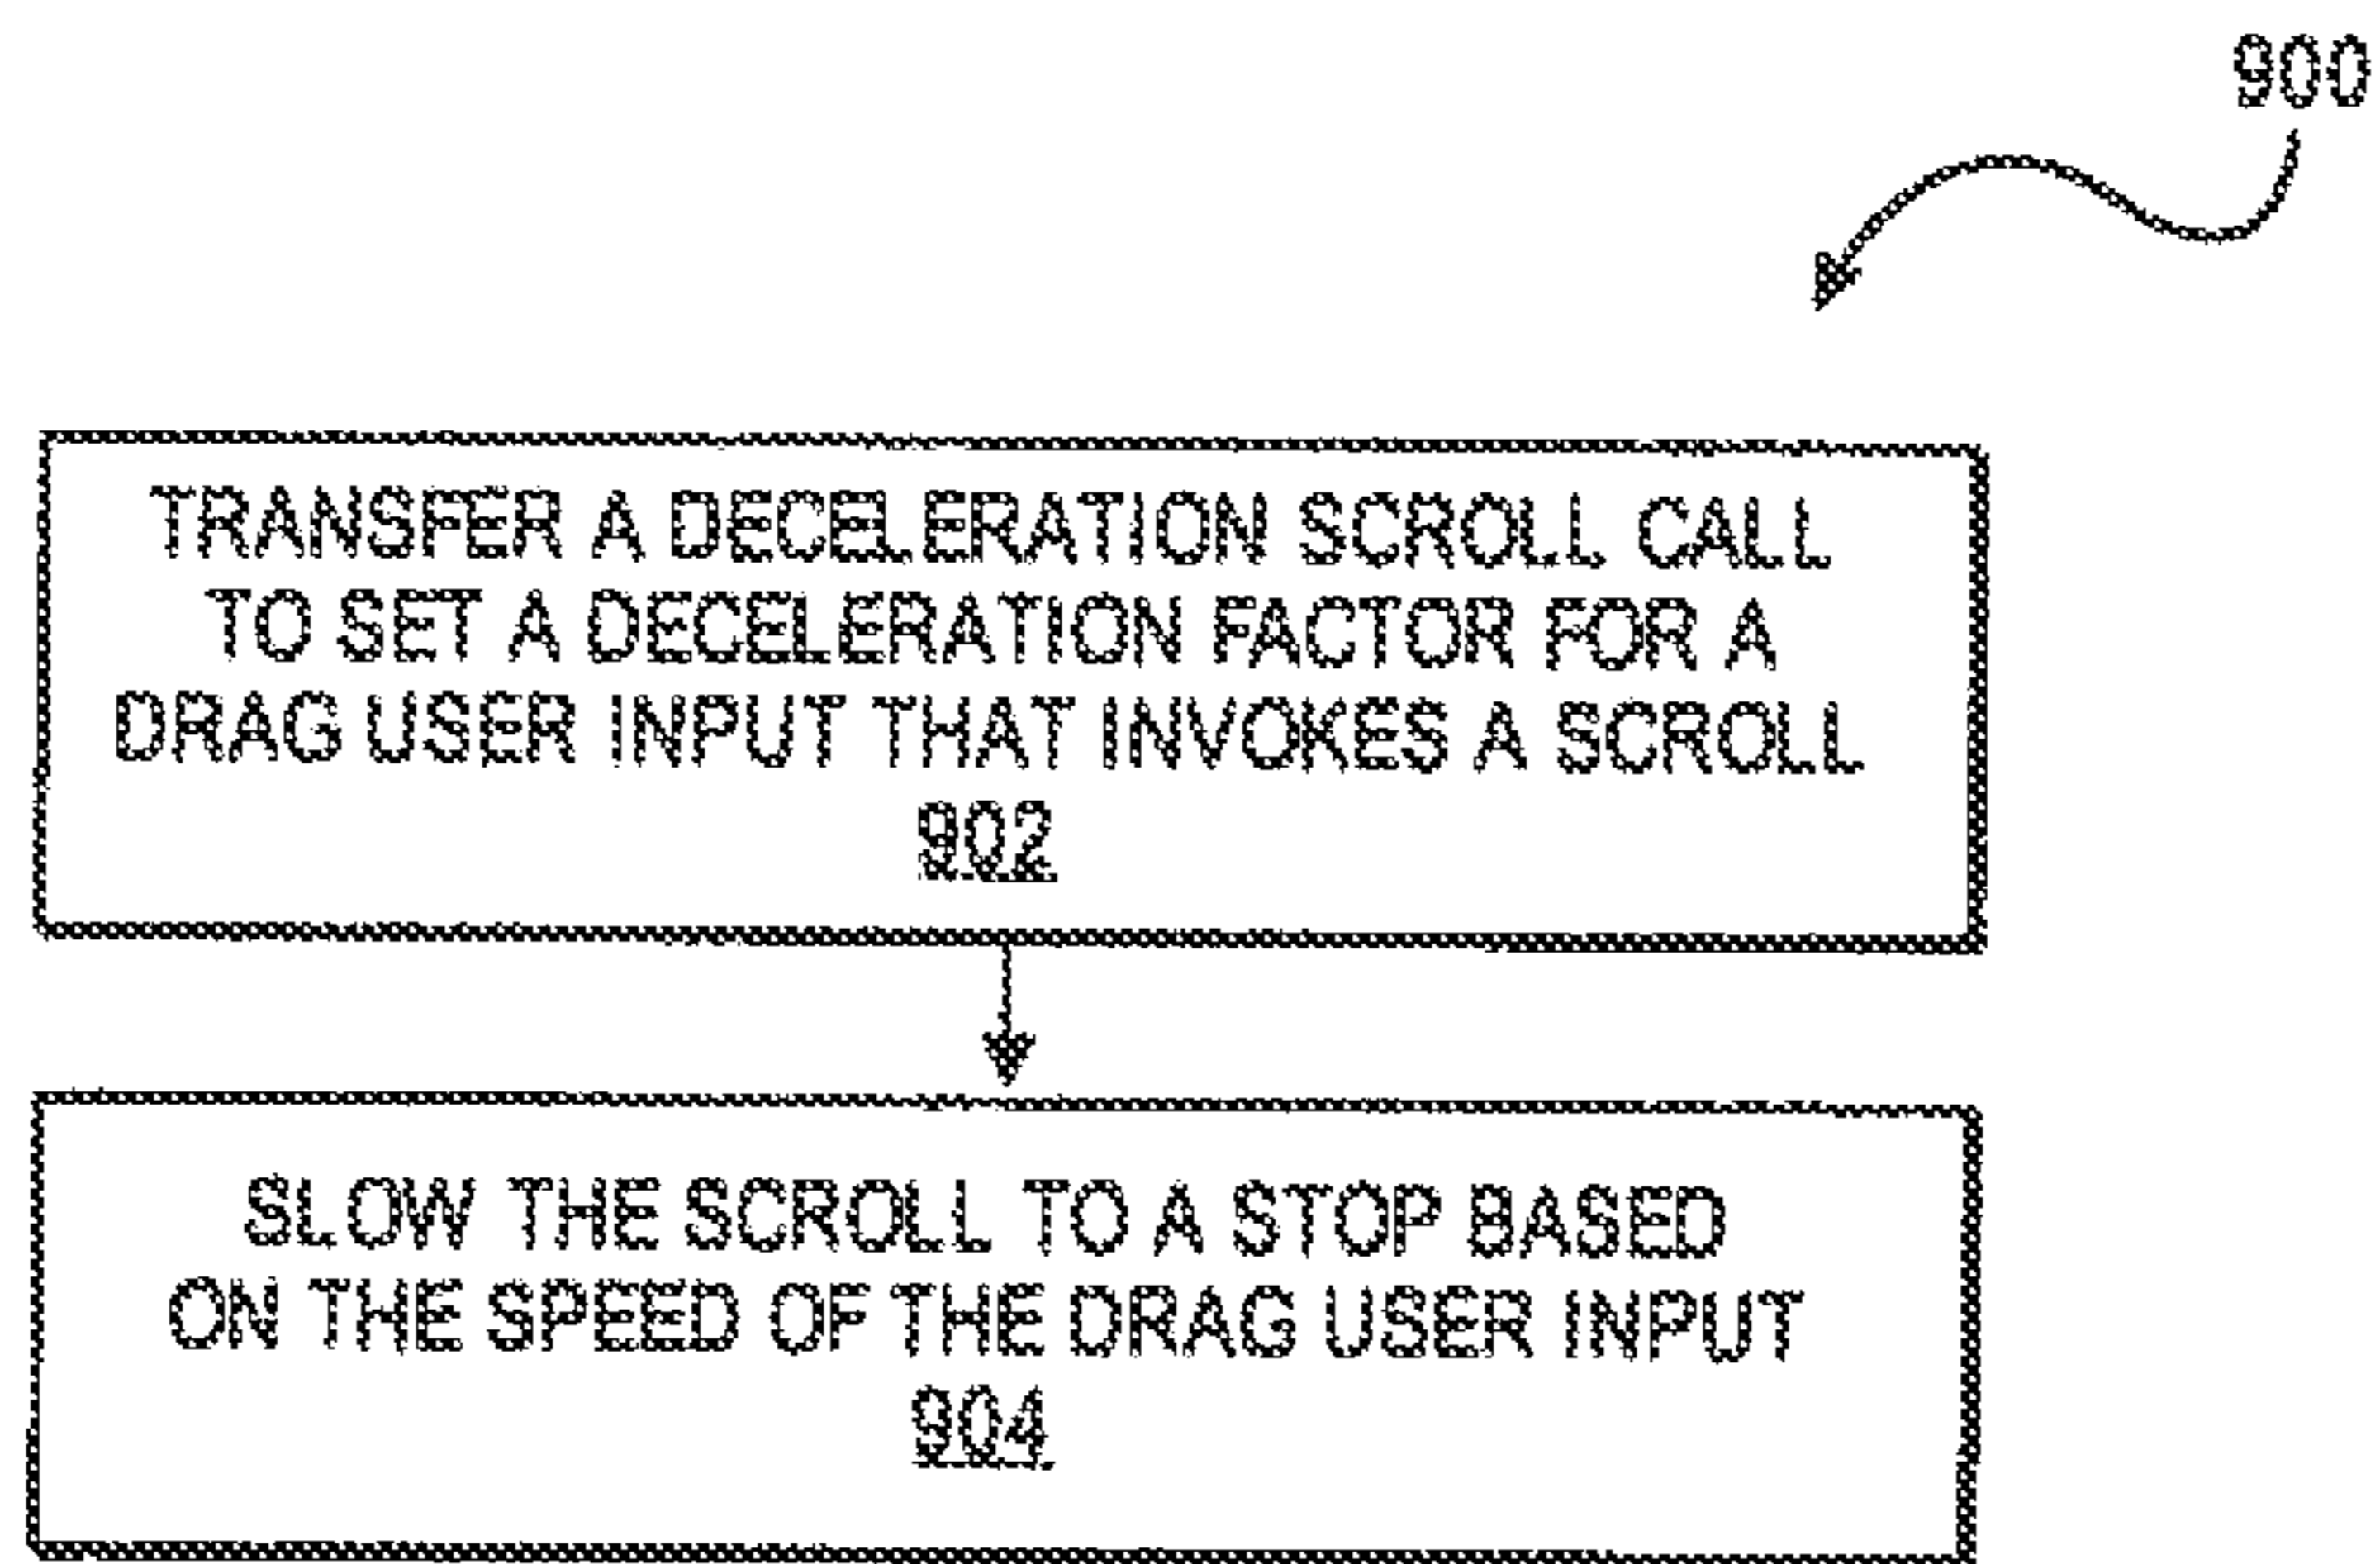 900
TRANSFER A DECELERATION SCROLL CALL
TO SET A DECELERATION FACTOR FOR A
DRAG USER INPUT THAT INVOKES A SCROLL
902
SLOW THE SCROLL TO A STOP BASED
ON THE SPEED OF THE DRAG USER INPUT
904